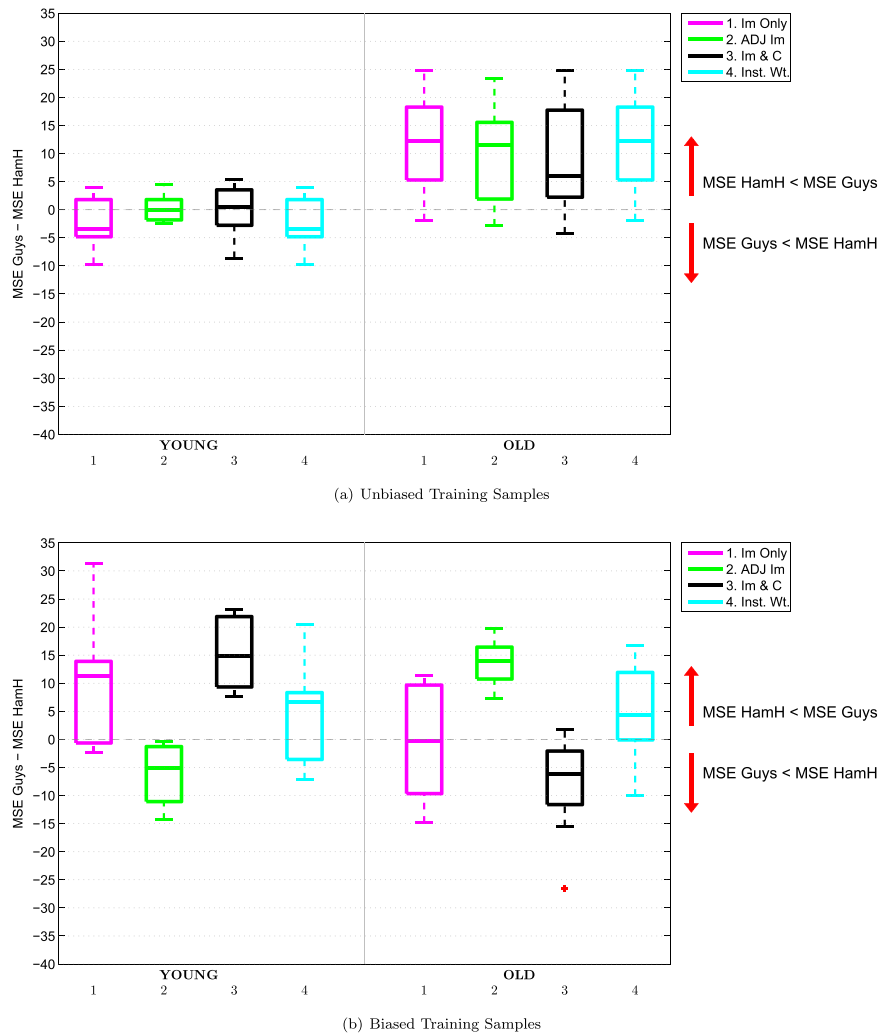 35
30
25
20
15
10
5
0
−5
−10
−15
−20
−25
−30
−35
−40
MSE Guys − MSE HamH
1. Im Only
2. ADJ Im
3. Im & C
4. Inst. Wt.
MSE HamH < MSE Guys
MSE Guys < MSE HamH
YOUNG OLD
1 2 3 4 1 2 3 4
(a) Unbiased Training Samples
35
30
25
20
15
10
5
0
−5
−10
−15
−20
−25
−30
−35
−40
MSE Guys − MSE HamH
1. Im Only
2. ADJ Im
3. Im & C
4. Inst. Wt.
MSE HamH < MSE Guys
MSE Guys < MSE HamH
YOUNG OLD
1 2 3 4 1 2 3 4
(b) Biased Training Samples